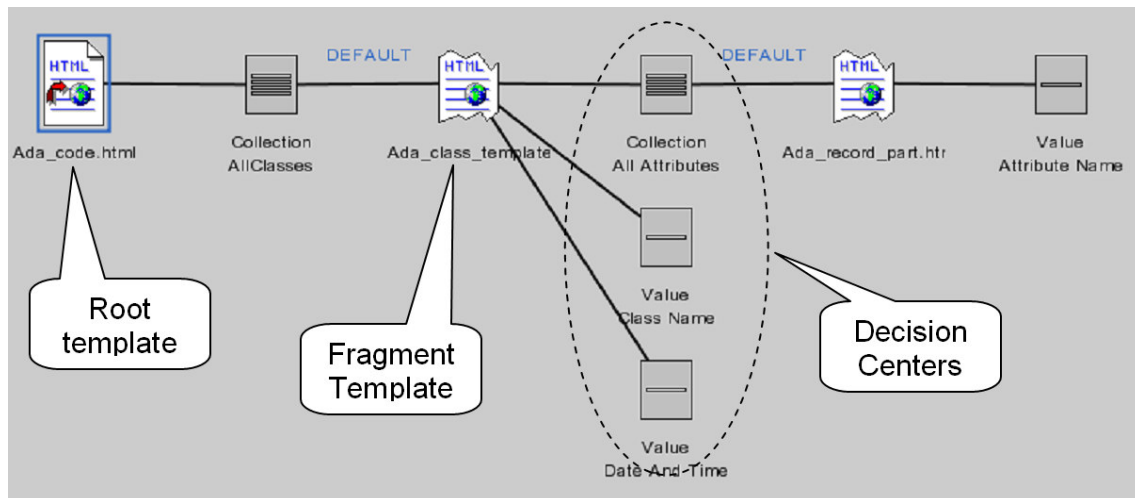 DEFAULT
DEFAULT
HTML
HTML
HTML
Ada_code.html
Collection
AllClasses
Ada_class_template
Collection
All Attributes
Ada_record_part.htr
Value
Attribute Name
Root
template
Fragment
Template
Value
Class Name
Decision
Centers
Value
Date And Time